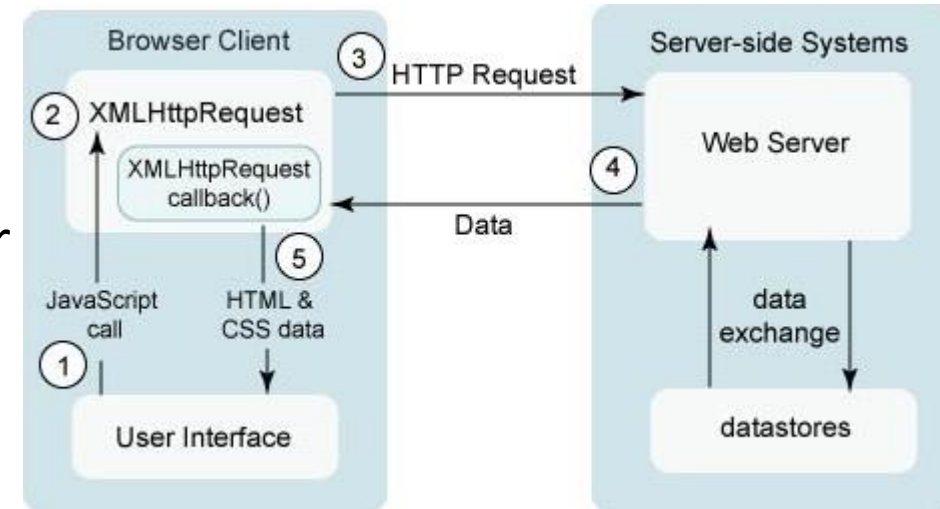 Browser Client
3
HTTP Request
Server-side Systems
2
XMLHttpRequest
XMLHttpRequest
callback()
4
Web Server
Data
r
5
JavaScript
call
HTML &
CSS data
data
exchange
1
User Interface
datastores